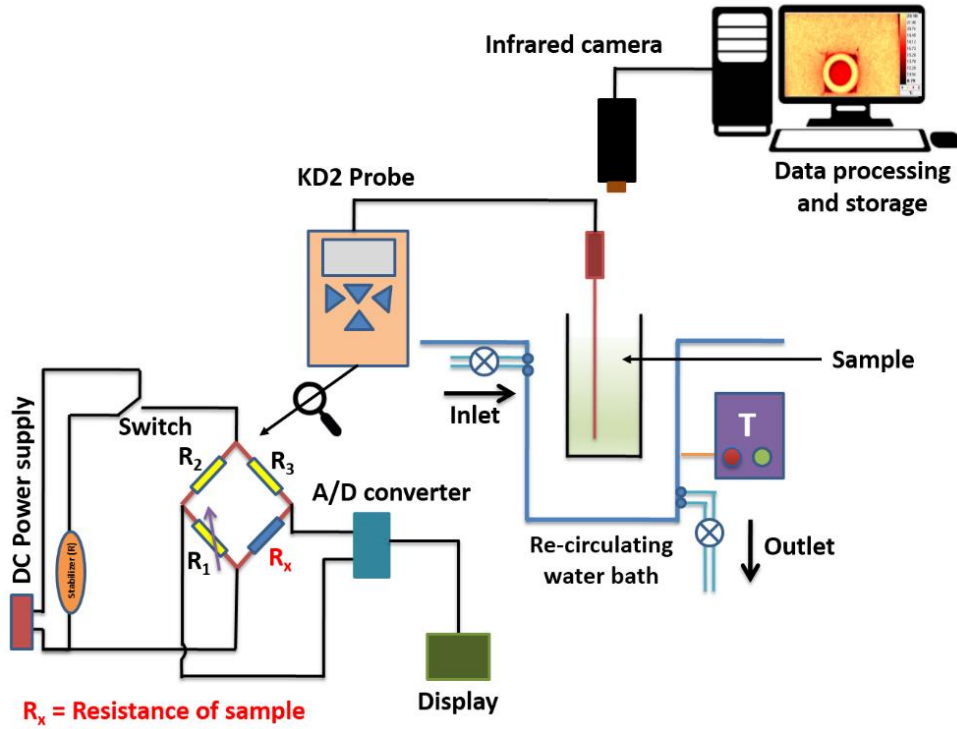 Infrared camera
Data processing
and storage
KD2 Probe
Sample
Inlet
T
Switch
DC Power supply
Stabilizer (R)
R2
R3
R1
Rx
A/D converter
Re-circulating
water bath
Outlet
Display
Rx = Resistance of sample